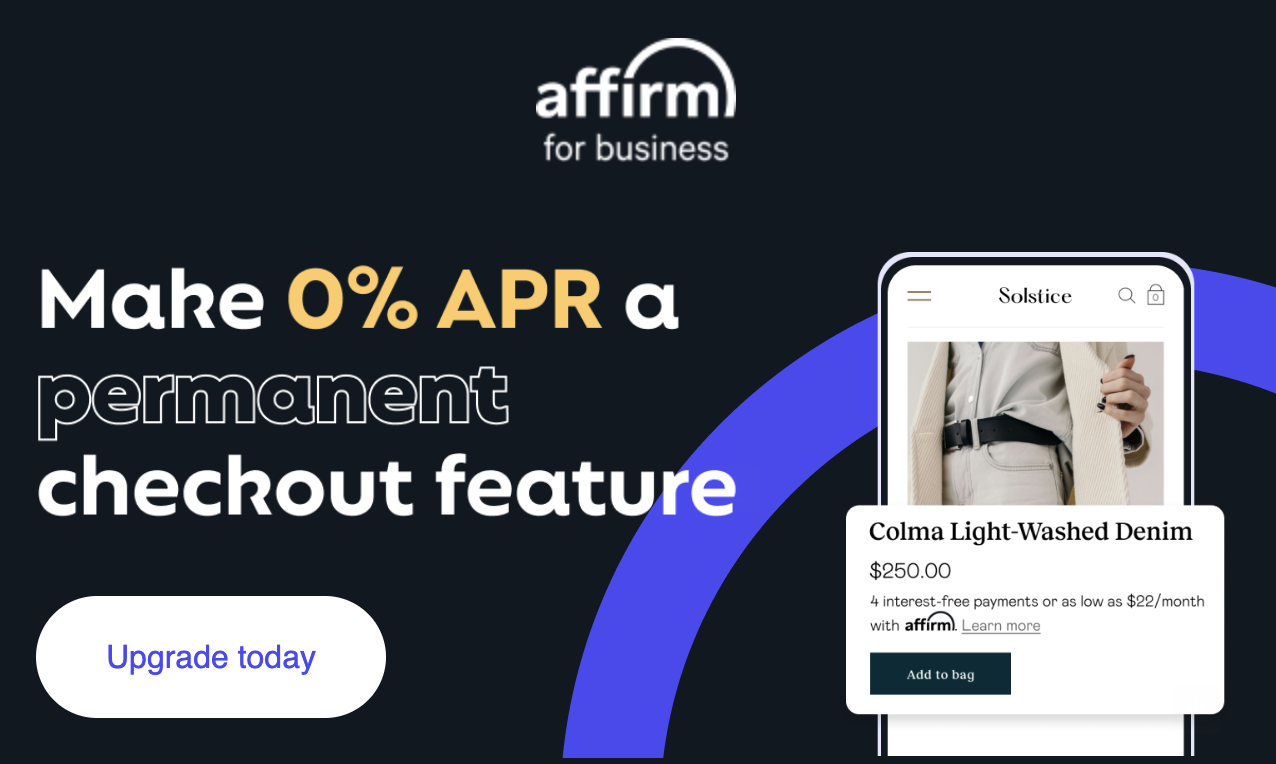 affirm
for business
Make 0% APR a
permanent
checkout feature
Upgrade today
Solstice
0
Colma Light-Washed Denim
$250.00
4 interest-free payments or as low as $22/month
with affirm. Learn more
Add to bag